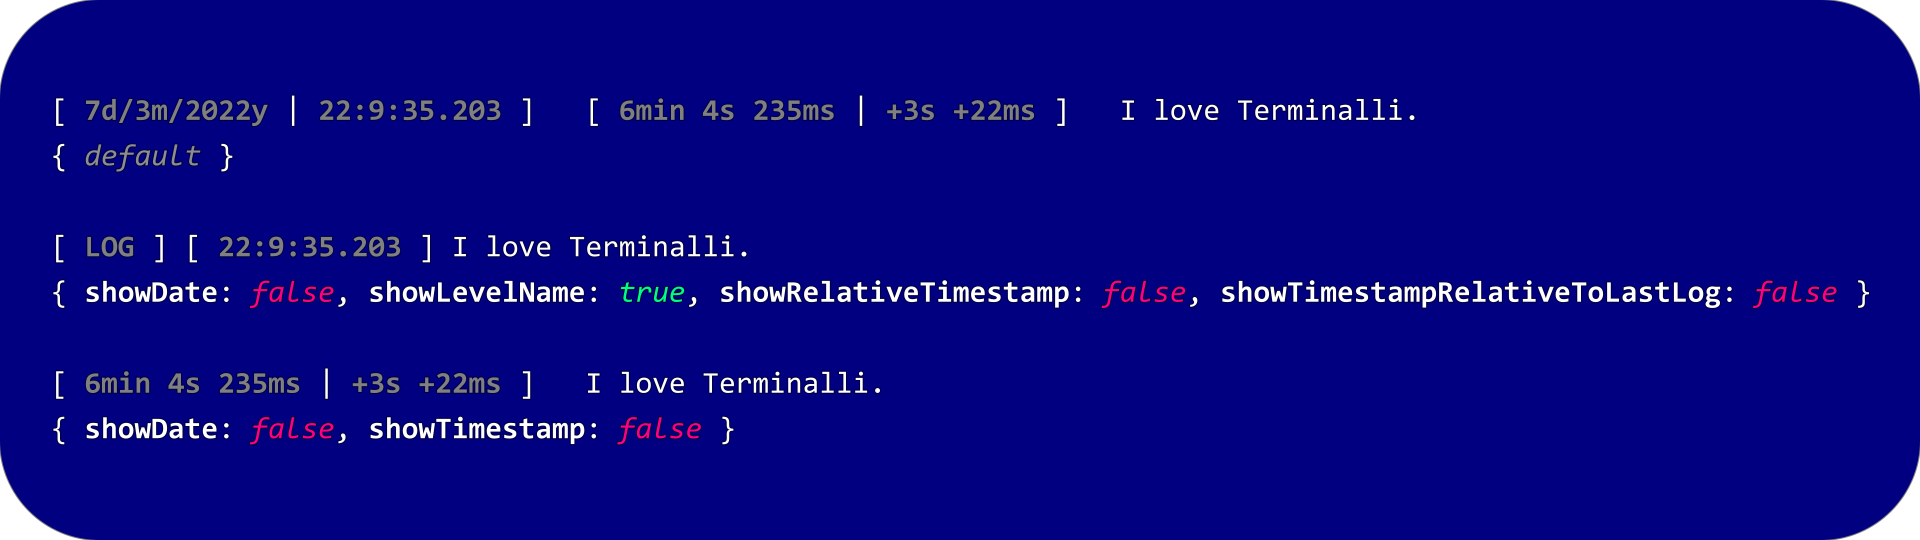 [ 7d/3m/2022y | 22:9:35.203 ]   [ 6min 4s 235ms | +3s +22ms ]   I love Terminalli.
{ default }
[ LOG ] [ 22:9:35.203 ] I love Terminalli.
{ showDate: false, showLevelName: true, showRelativeTimestamp: false, showTimestampRelativeToLastLog: false }
[ 6min 4s 235ms | +3s +22ms ]   I love Terminalli.
{ showDate: false, showTimestamp: false }